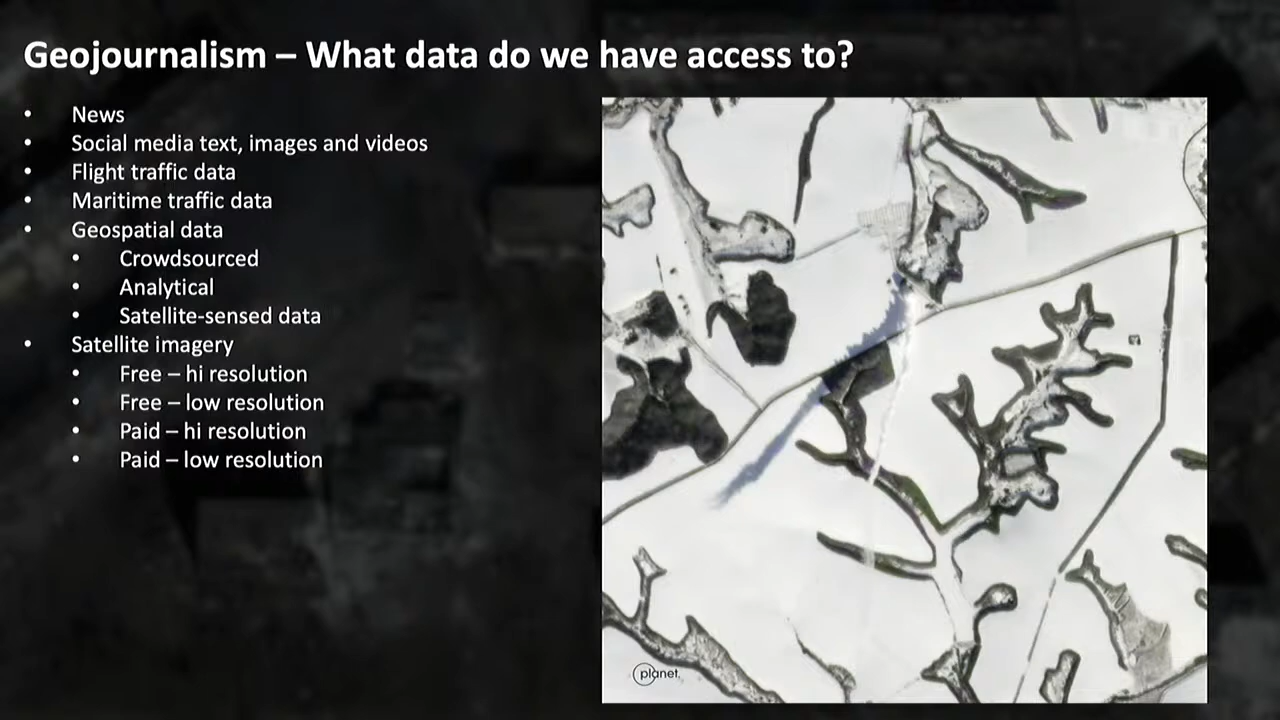 Geojournalism – What data do we have access to?
• News
• Social media text, images and videos
• Flight traffic data
• Maritime traffic data
• Geospatial data
• Crowdsourced
• Analytical
• Satellite-sensed data
• Satellite imagery
• Free – hi resolution
• Free – low resolution
• Paid – hi resolution
• Paid – low resolution
planet.